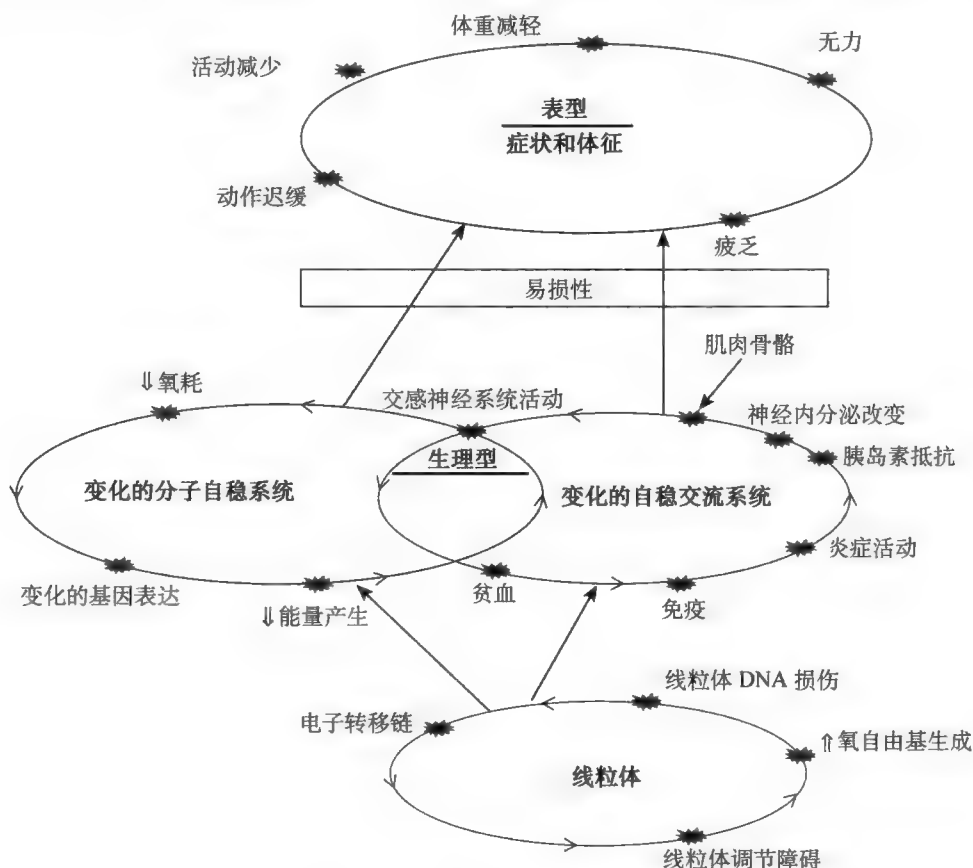 体重减轻
无力
活动减少
表型
症状和体征
动作迟缓
疲乏
易损性
肌肉骨骼
⇓氧耗
交感神经系统活动
神经内分泌改变
生理型
胰岛素抵抗
变化的分子自稳系统
变化的自稳交流系统
炎症活动
变化的基因表达
贫血
免疫
⇓能量产生
线粒体 DNA 损伤
电子转移链
⇑氧自由基生成
线粒体
线粒体调节障碍